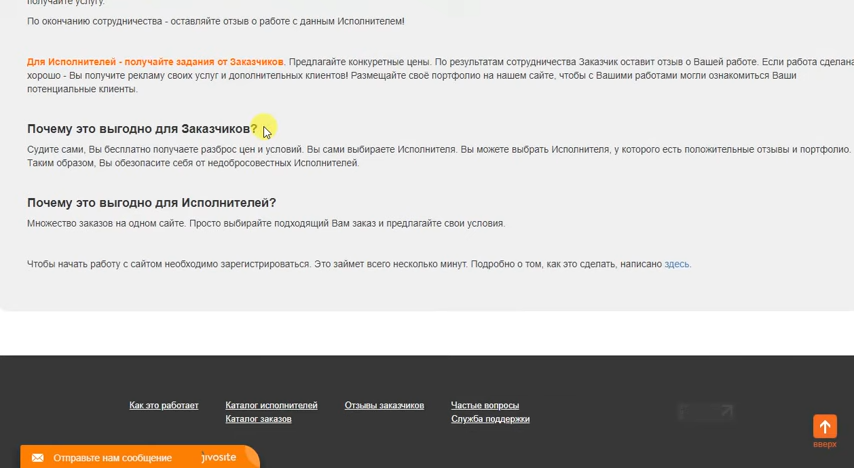 получаете услугу.
По окончанию сотрудничества - оставляйте отзыв о работе с данным Исполнителем!
Для Исполнителей - получайте задания от Заказчиков. Предлагайте конкурентные цены. По результатам сотрудничества Заказчик оставит отзыв о Вашей работе. Если работа сделана
хорошо - Вы получите рекламу своих услуг и дополнительных клиентов! Размещайте своё портфолио на нашем сайте, чтобы с Вашими работами могли ознакомиться Ваши
потенциальные клиенты.
Почему это выгодно для Заказчиков?
Судите сами, Вы бесплатно получаете разброс цен и условий. Вы сами выбираете Исполнителя. Вы можете выбрать Исполнителя, у которого есть положительные отзывы и портфолио.
Таким образом, Вы обезопасите себя от недобросовестных Исполнителей.
Почему это выгодно для Исполнителей?
Множество заказов на одном сайте. Просто выбирайте подходящий Вам заказ и предлагайте свои условия.
Чтобы начать работу с сайтом необходимо зарегистрироваться. Это займет всего несколько минут. Подробно о том, как это сделать, написано здесь.
Как это работает Каталог исполнителей Отзывы заказчиков Частые вопросы
Каталог заказов Служба поддержки
вверх
Отправьте нам сообщение jivosite